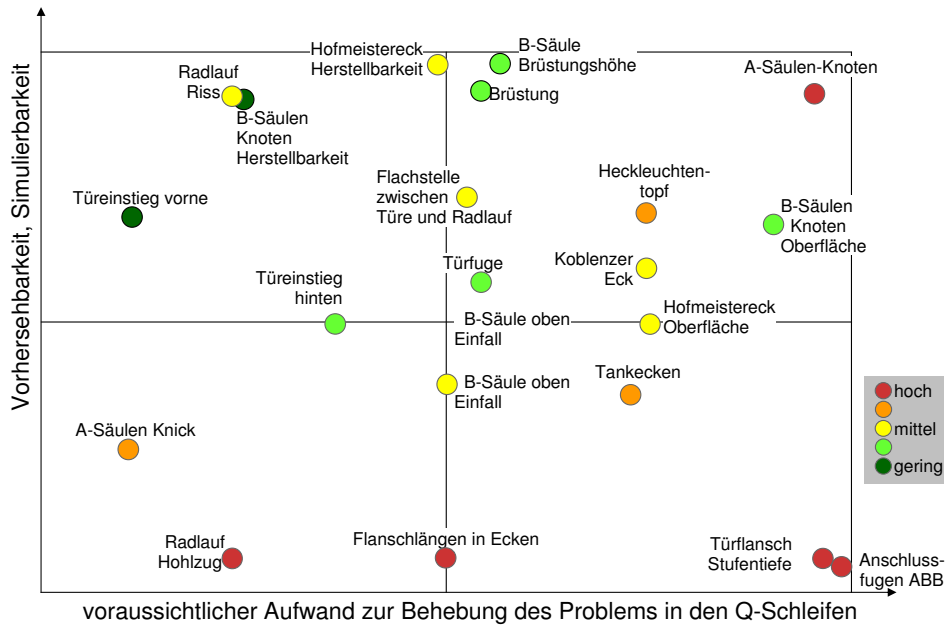 Vorhersehbarkeit, Simulierbarkeit
Hofmeistereck
Herstellbarkeit
B-Säule
Brüstungshöhe
Brüstung
A-Säulen-Knoten
Radlauf
Riss
B-Säulen
Knoten
Herstellbarkeit
Türeinstieg vorne
Flachstelle
zwischen
Türe und Radlauf
Heckleuchten-
topf
B-Säulen
Knoten
Oberfläche
Türeinstieg
hinten
Türfuge
Koblenzer
Eck
B-Säule oben
Einfall
Hofmeistereck
Oberfläche
B-Säule oben
Einfall
Tankecken
A-Säulen Knick
hoch
mittel
gering
Radlauf
Hohlzug
Flanschlängen in Ecken
Türflansch
Stufentiefe
Anschluss-
fugen ABB
voraussichtlicher Aufwand zur Behebung des Problems in den Q-Schleifen